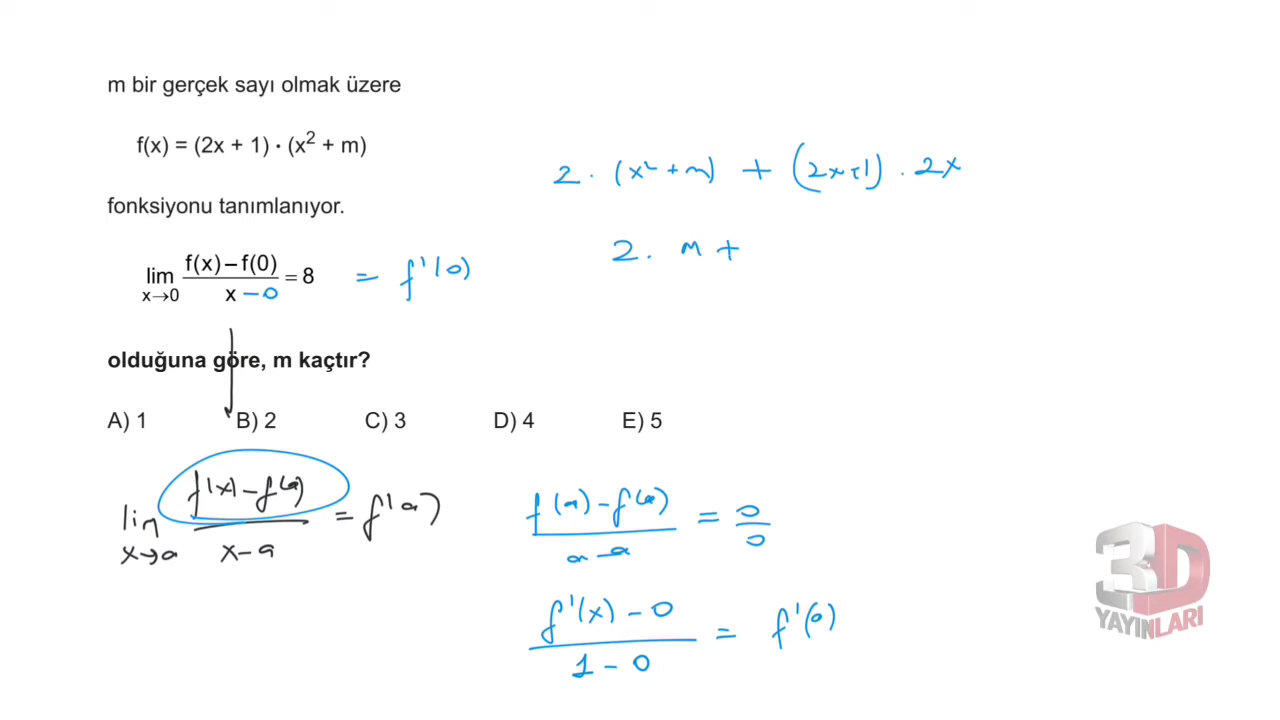 m bir gerçek sayı olmak üzere
f(x) = (2x + 1) · (x² + m)
fonksiyonu tanımlanıyor.
lim x→0 f(x) – f(0) / x – 0 = 8 = f'(0)
olduğuna göre, m kaçtır?
A) 1 B) 2 C) 3 D) 4 E) 5
2 · (x² + m) + (2x+1) · 2x
2 · m +
lim x→a f(x) – f(a) / x – a = f'(a)
f(a) – f(a) / a – a = 0/0
f'(x) – 0 / 1 – 0 = f'(0)
3D
YAYINLARI